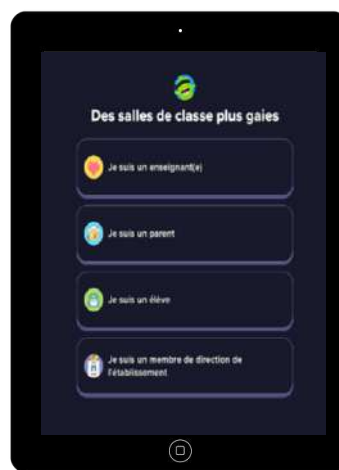 Des salles de classe plus gaies
Je suis un enseignant(e)
Je suis un parent
Je suis un élève
Je suis un membre de direction de
l'établissement